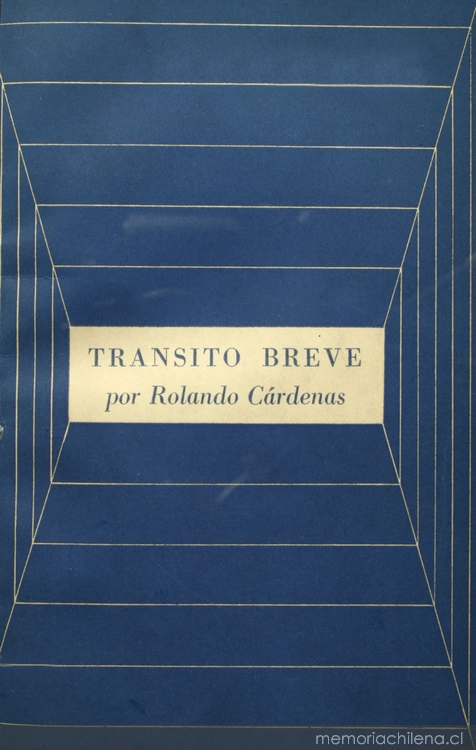 TRANSITO BREVE
por Rolando Cárdenas
memoriachilena.cl